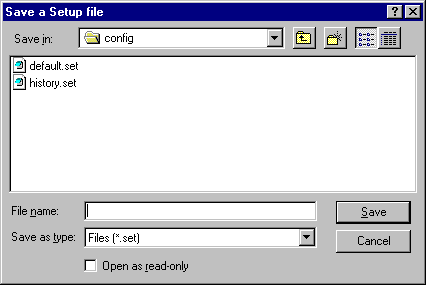 Save a Setup file
Save in: config
default.set
history.set
File name: Save
Save as type: Files (*.set) Cancel
Open as read-only